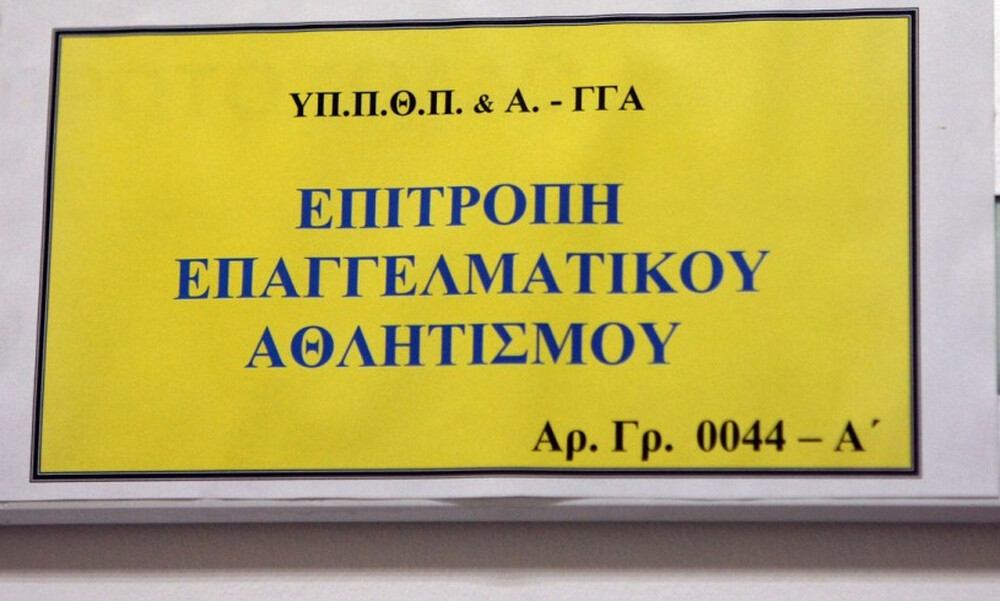 ΥΠ.Π.Θ.Π. & Α. - ΓΓΑ
ΕΠΙΤΡΟΠΗ
ΕΠΑΓΓΕΛΜΑΤΙΚΟΥ
ΑΘΛΗΤΙΣΜΟΥ
Αρ. Γρ. 0044 – Α΄